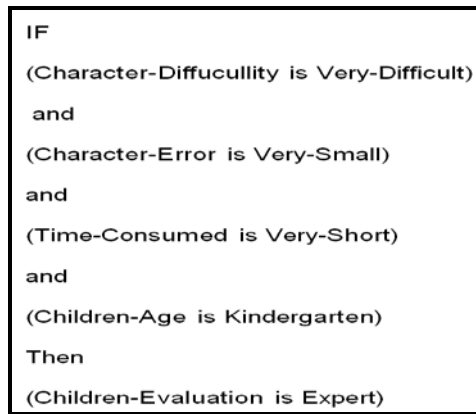 IF
(Character-Diffucullity is Very-Difficult)
and
(Character-Error is Very-Small)
and
(Time-Consumed is Very-Short)
and
(Children-Age is Kindergarten)
Then
(Children-Evaluation is Expert)